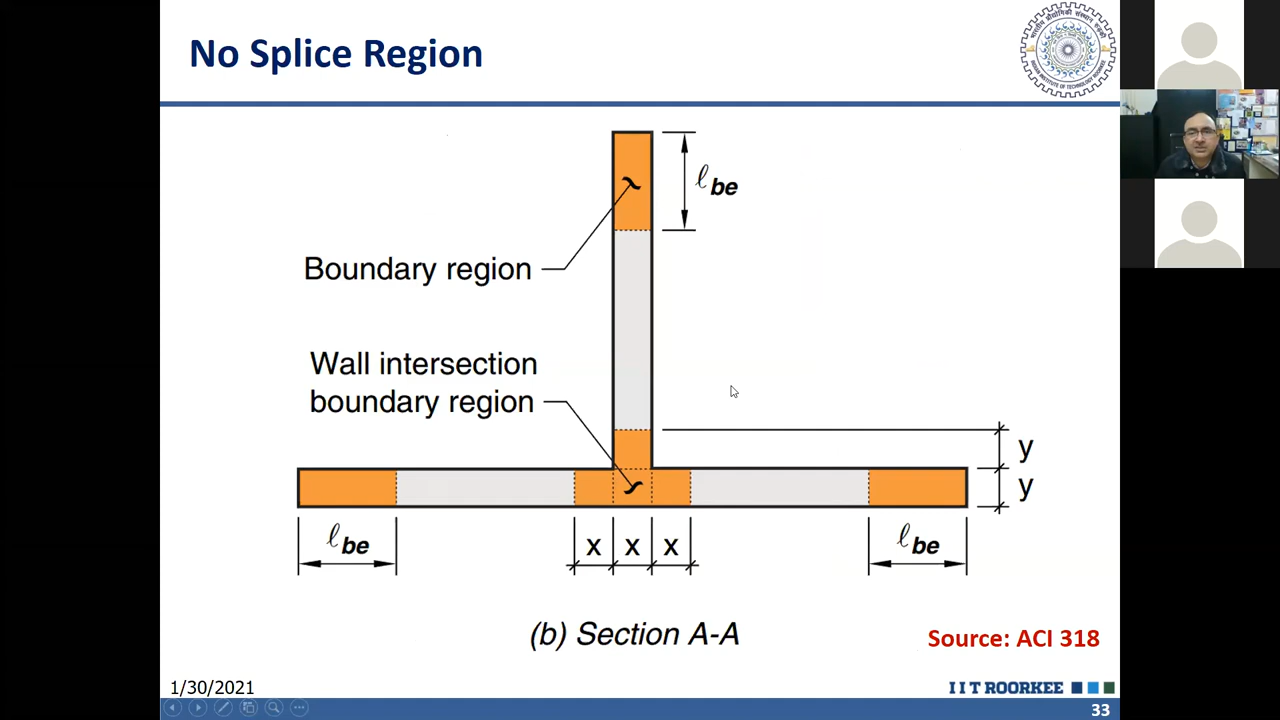 No Splice Region
ℓbe
Boundary region
Wall intersection
boundary region
y
y
ℓbe
x x x
ℓbe
(b) Section A-A
Source: ACI 318
1/30/2021
I I T ROORKEE
33